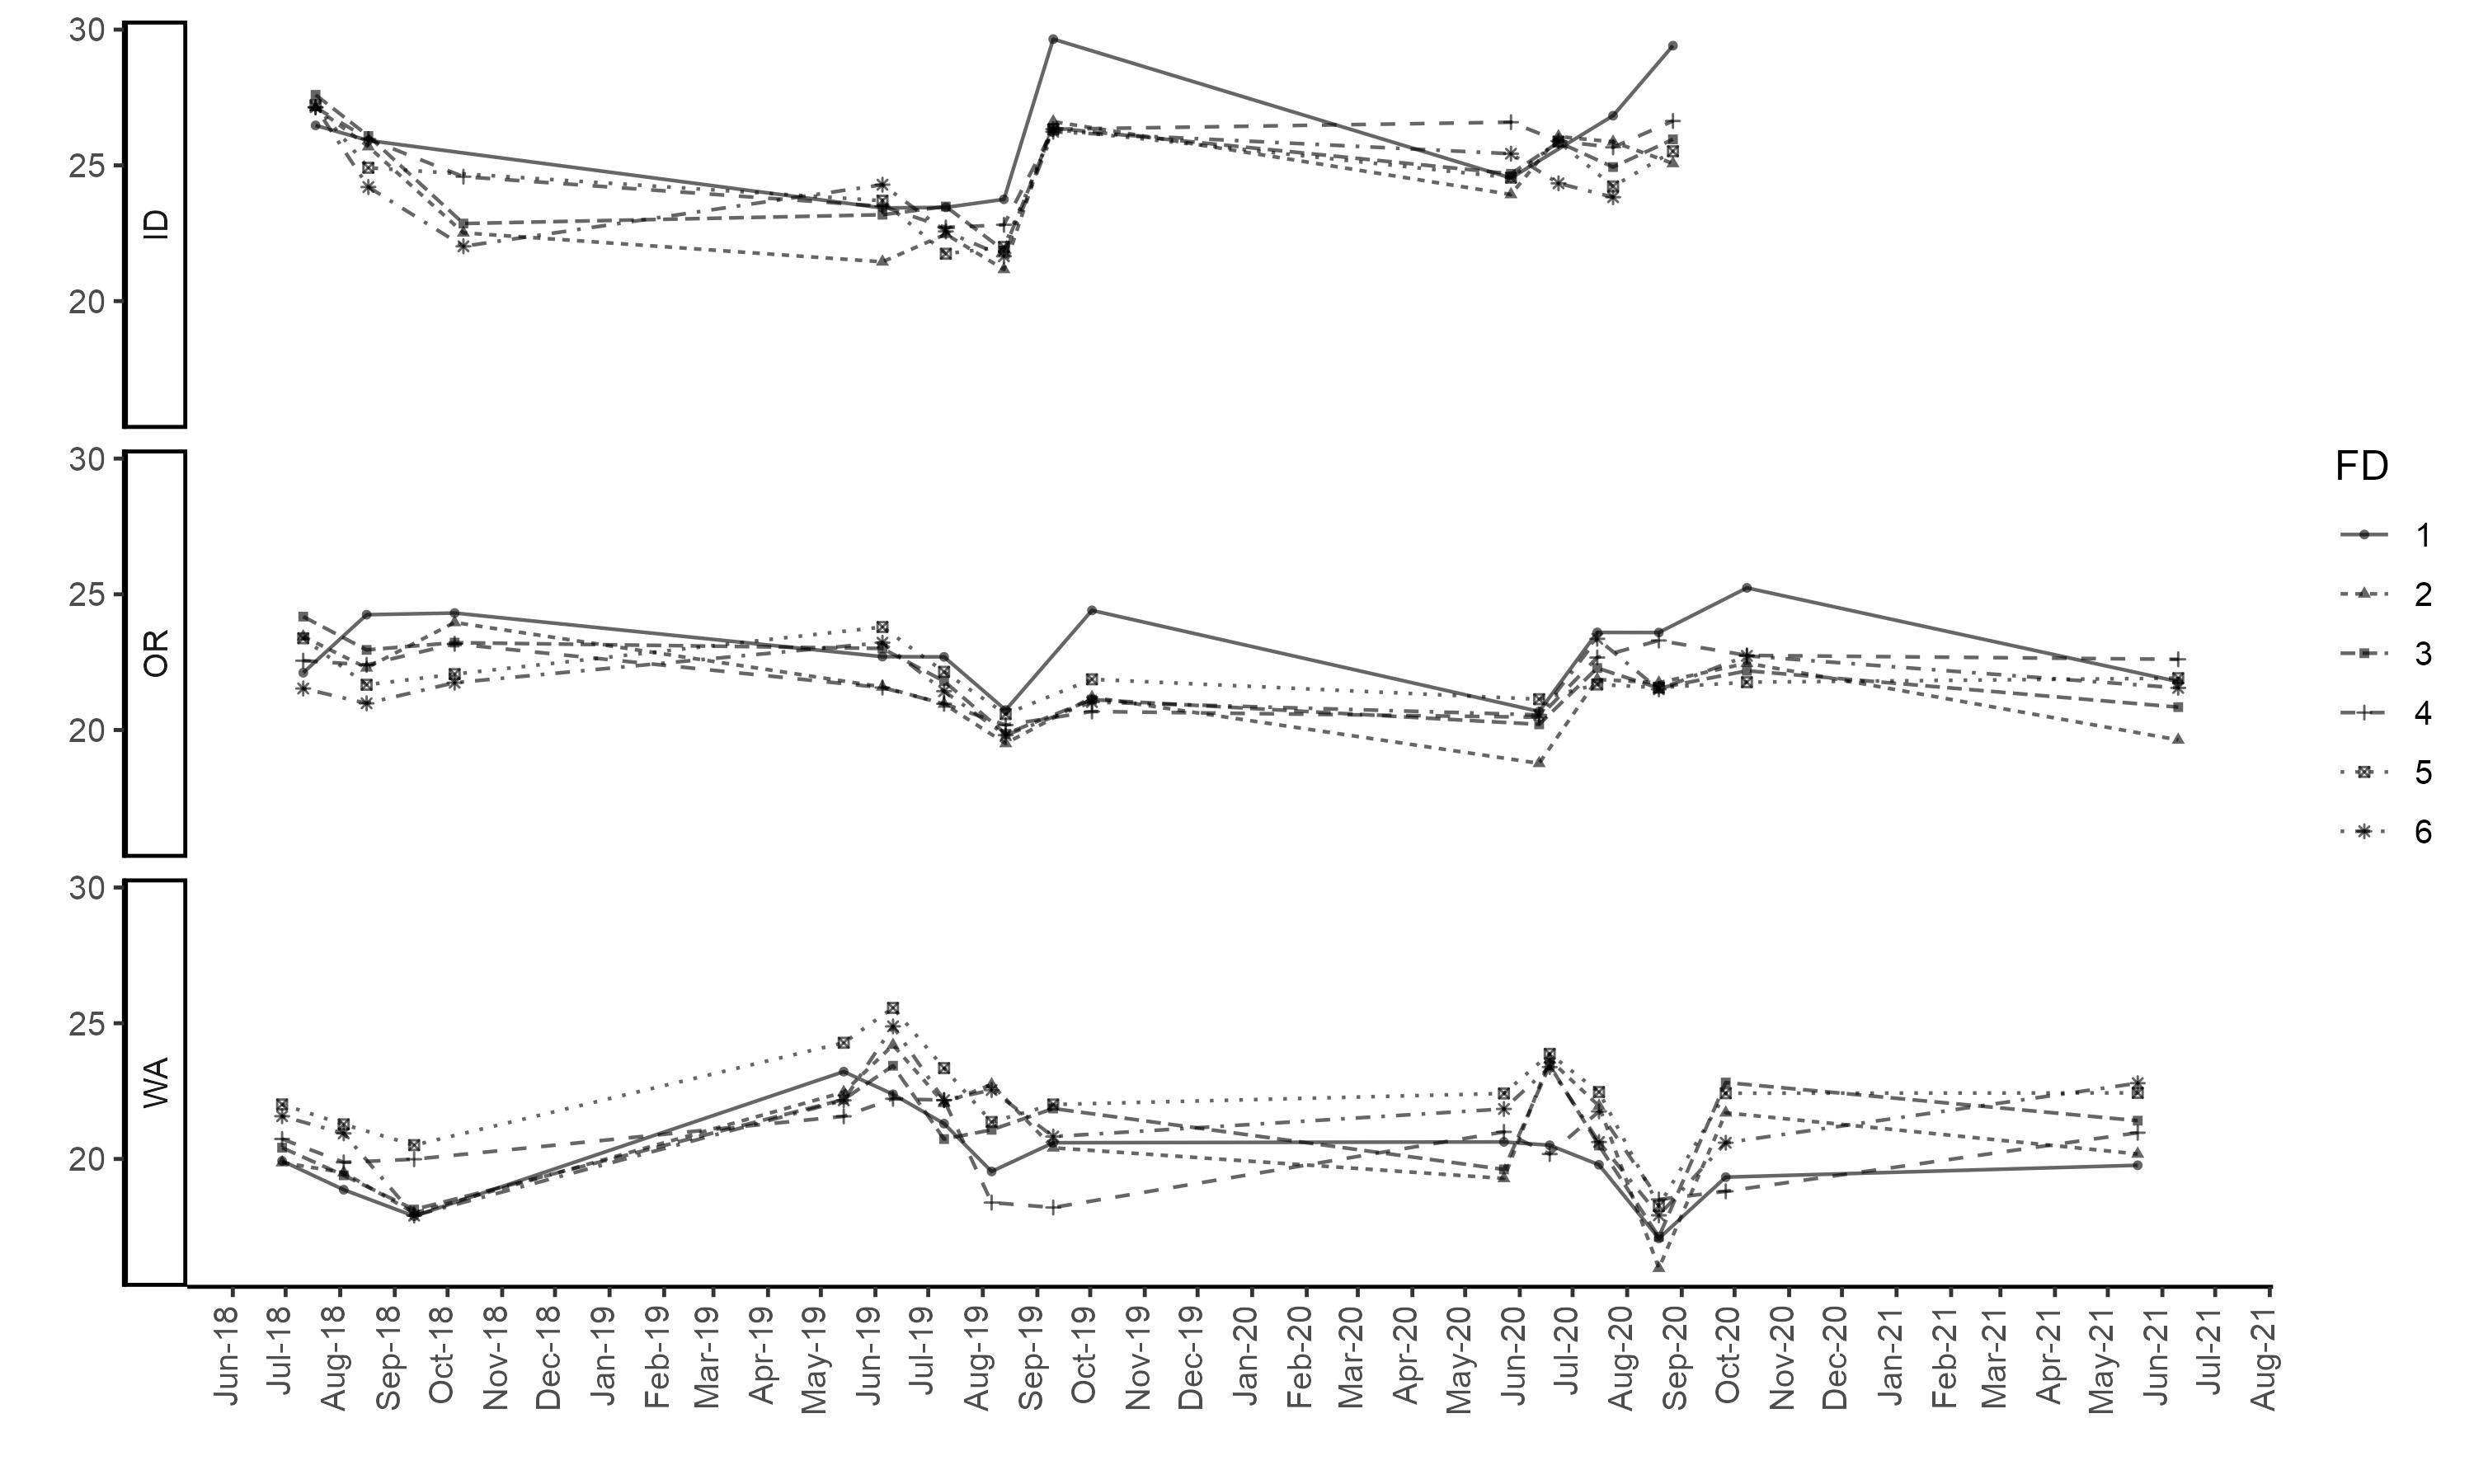 30
25
20
ID
30
25
20
OR
30
25
20
WA
FD
1
2
3
4
5
6
Jun-18
Jul-18
Aug-18
Sep-18
Oct-18
Nov-18
Dec-18
Jan-19
Feb-19
Mar-19
Apr-19
May-19
Jun-19
Jul-19
Aug-19
Sep-19
Oct-19
Nov-19
Dec-19
Jan-20
Feb-20
Mar-20
Apr-20
May-20
Jun-20
Jul-20
Aug-20
Sep-20
Oct-20
Nov-20
Dec-20
Jan-21
Feb-21
Mar-21
Apr-21
May-21
Jun-21
Jul-21
Aug-21